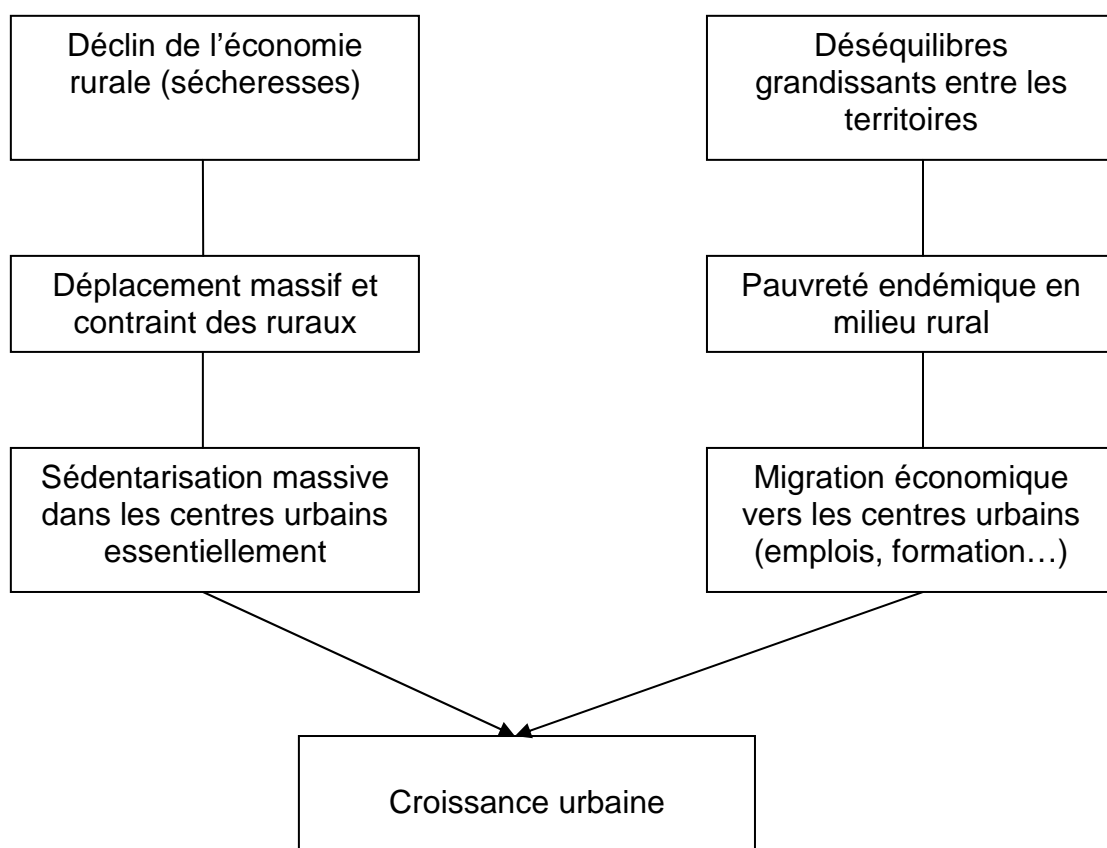 Déclin de l’économie
rurale (sécheresses)
Déséquilibres
grandissants entre les
territoires
Déplacement massif et
contraint des ruraux
Pauvreté endémique en
milieu rural
Sédentarisation massive
dans les centres urbains
essentiellement
Migration économique
vers les centres urbains
(emplois, formation…)
Croissance urbaine